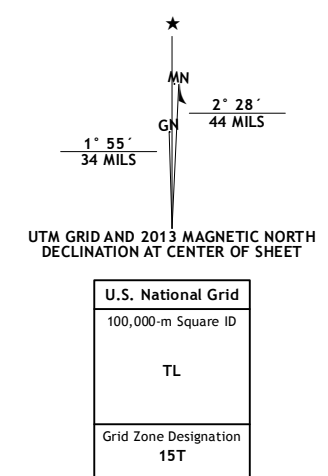 ★
MN
GN
2° 28´
44 MILS
1° 55´
34 MILS
UTM GRID AND 2013 MAGNETIC NORTH
DECLINATION AT CENTER OF SHEET
U.S. National Grid
100,000-m Square ID
TL
Grid Zone Designation
15T